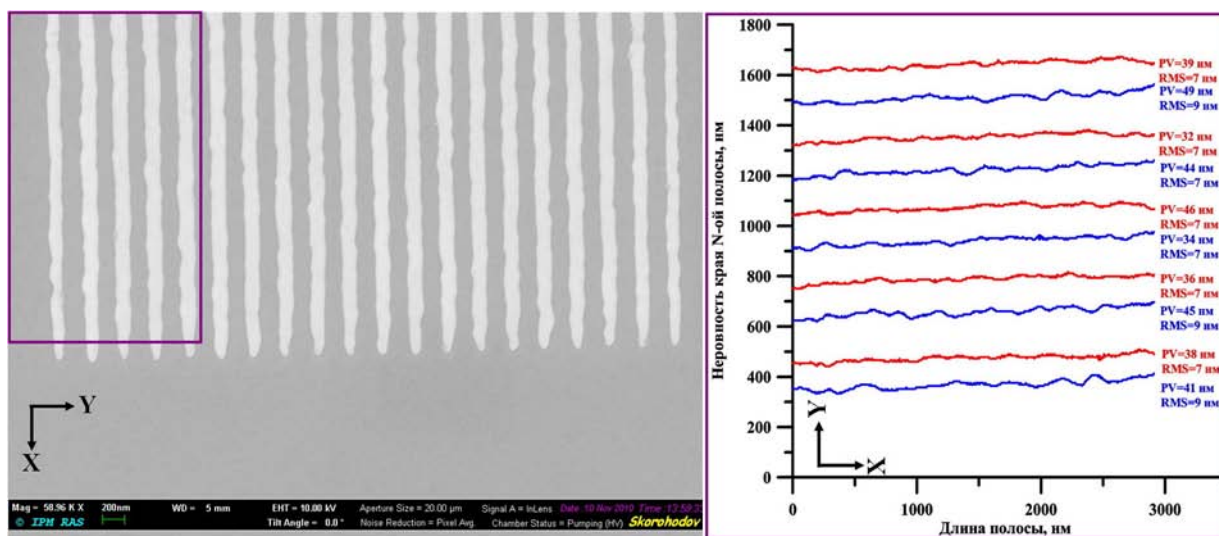 Y
X
Mag = 58.96 K X
200nm
WD = 5 mm
EHT = 10.00 kV
Aperture Size = 20.00 µm
Signal A = InLens
Date :10 Nov 2010 Time :13:59:3
© IPM RAS
Tilt Angle = 0.0 °
Noise Reduction = Pixel Avg.
Chamber Status = Pumping (HV)
Skorohodov
Неровность края N-ой полосы, нм
1800
1600
1400
1200
1000
800
600
400
200
0
PV=39 нм
RMS=7 нм
PV=49 нм
RMS=9 нм
PV=32 нм
RMS=7 нм
PV=44 нм
RMS=7 нм
PV=46 нм
RMS=7 нм
PV=34 нм
RMS=7 нм
PV=36 нм
RMS=7 нм
PV=45 нм
RMS=9 нм
PV=38 нм
RMS=7 нм
PV=41 нм
RMS=9 нм
Y
X
0
1000
2000
3000
Длина полосы, нм